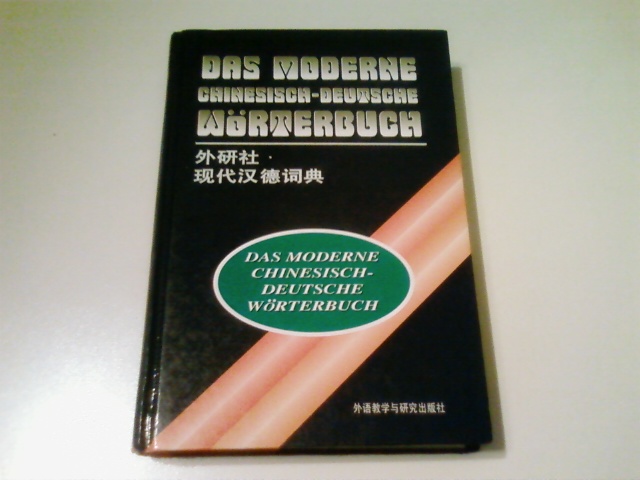 DAS MODERNE
CHINESISCH-DEUTSCHE
WöRTERBUCH
外研社·
现代汉德词典
DAS MODERNE
CHINESISCH-
DEUTSCHE
WöRTERBUCH
外语教学与研究出版社